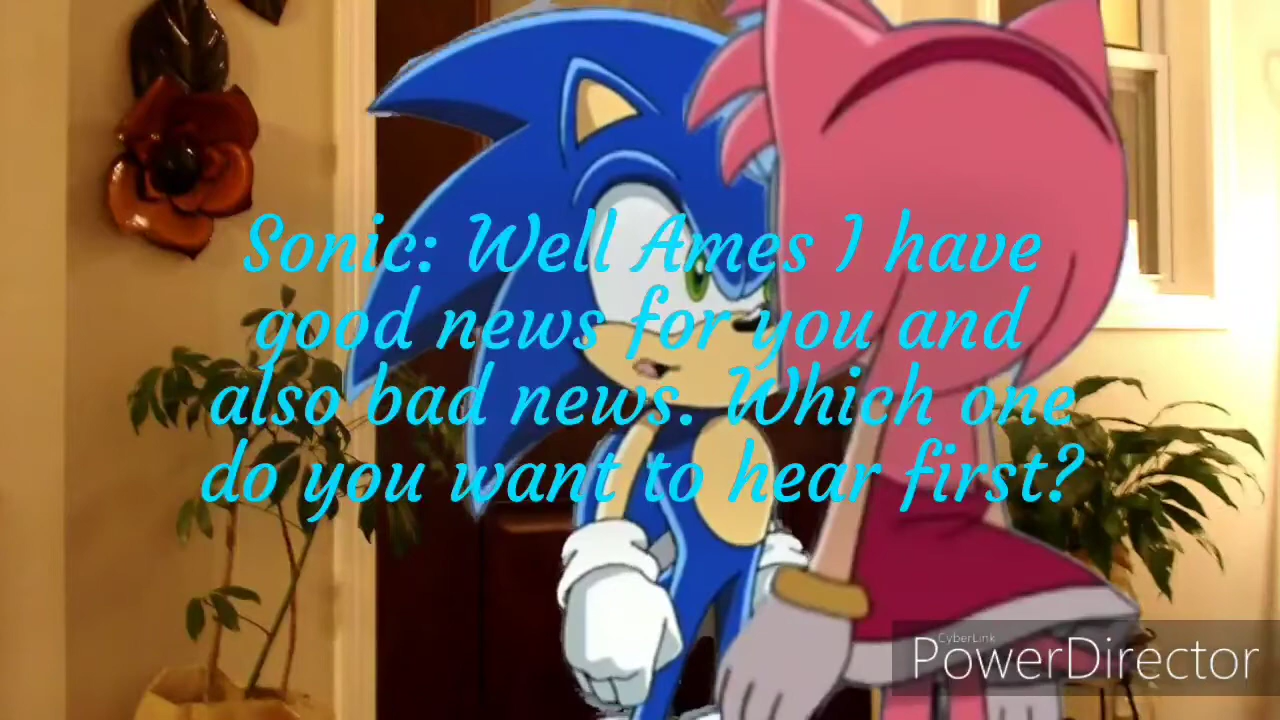 Sonic: Well Ames I have
good news for you and
also bad news. Which one
do you want to hear first?
CyberLink
PowerDirector